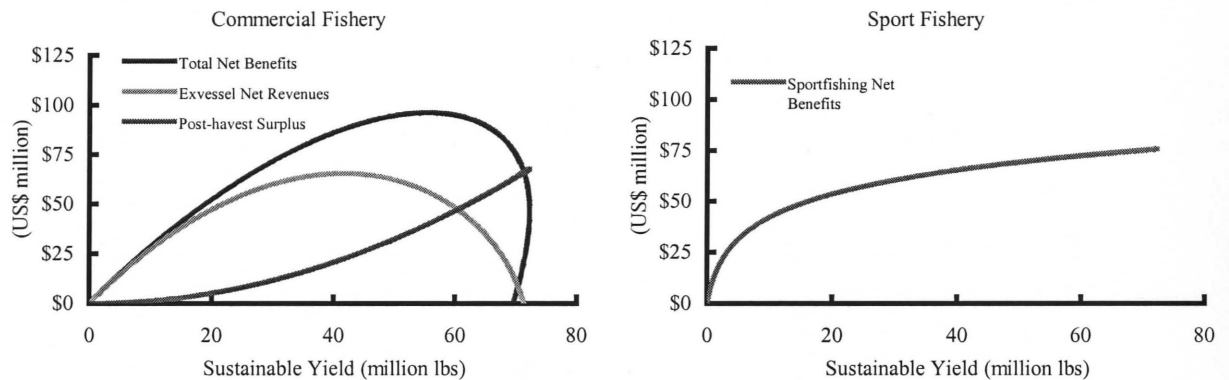 Commercial Fishery
$125
$100
$75
$50
$25
$0
(US$ million)
Total Net Benefits
Exvessel Net Revenues
Post-havest Surplus
0 20 40 60 80
Sustainable Yield (million lbs)
Sport Fishery
$125
$100
$75
$50
$25
$0
(US$ million)
Sportfishing Net
Benefits
0 20 40 60 80
Sustainable Yield (million lbs)